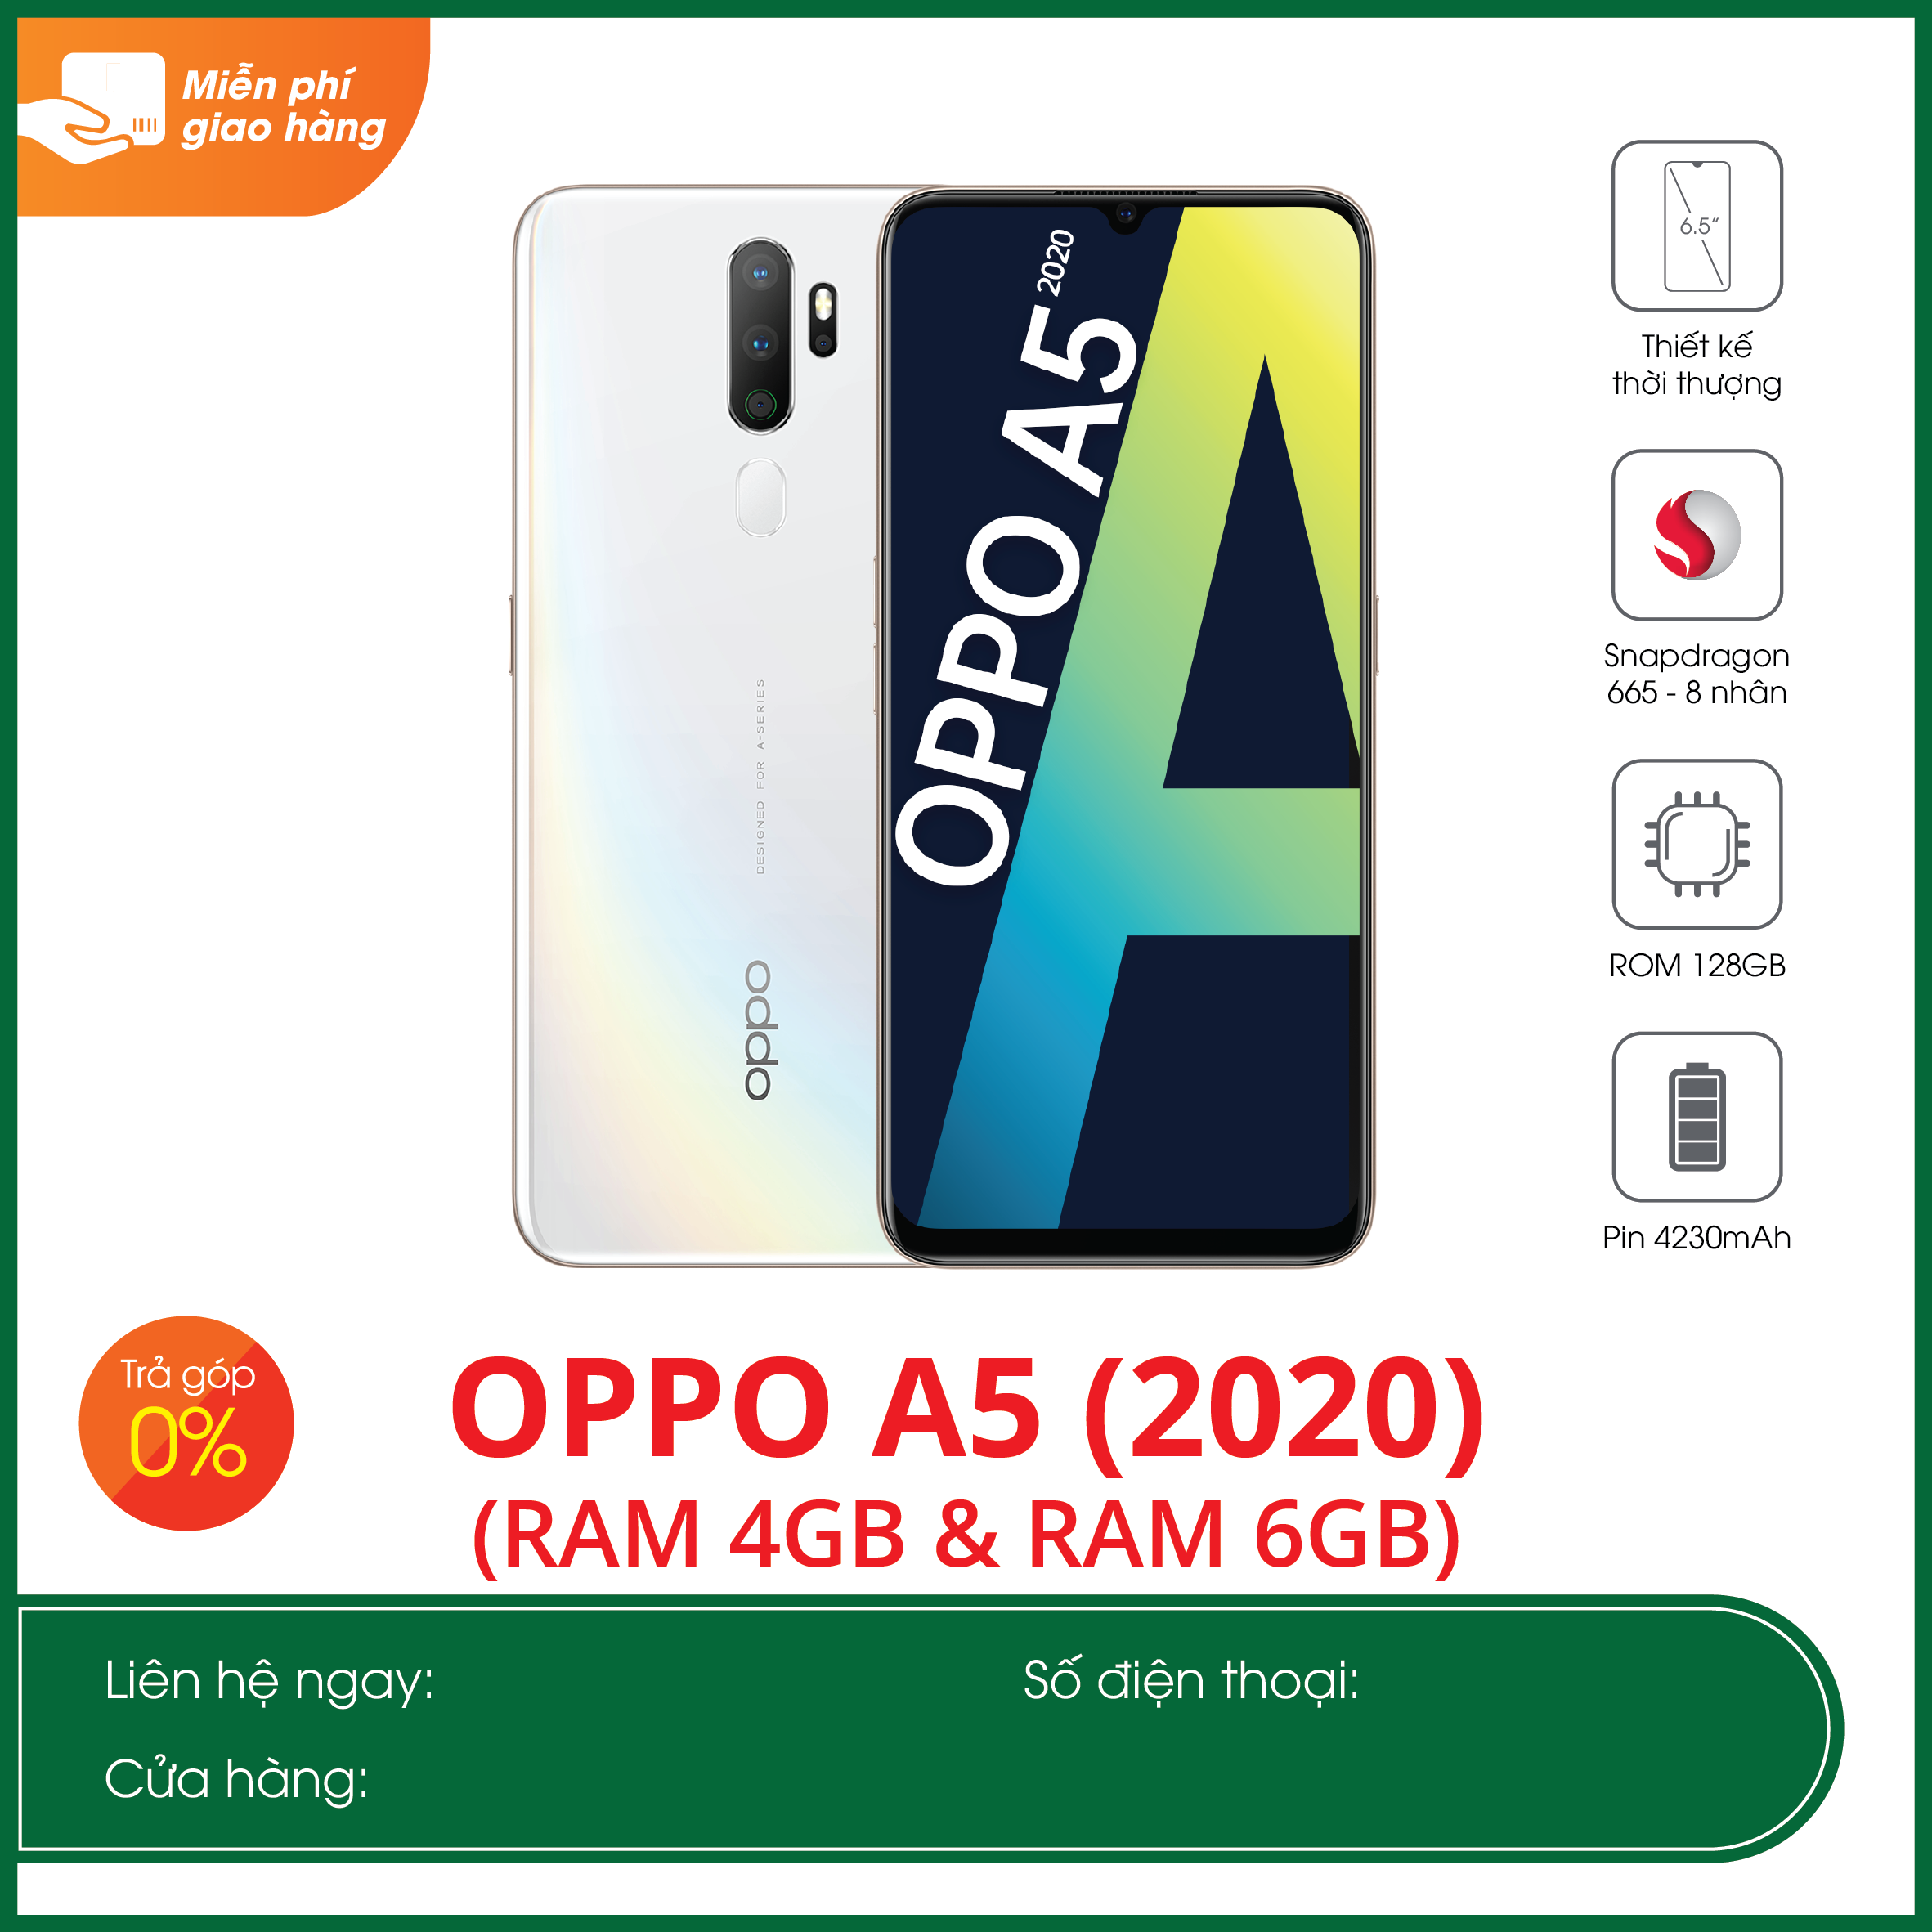 Miễn phí
giao hàng
6.5"
Thiết kế
thời thượng
Snapdragon
665 - 8 nhân
ROM 128GB
Pin 4230mAh
DESIGNED FOR A-SERIES
oppo
OPPO A5 2020
Trả góp
0%
OPPO A5 (2020)
(RAM 4GB & RAM 6GB)
Liên hệ ngay:
Số điện thoại:
Cửa hàng: